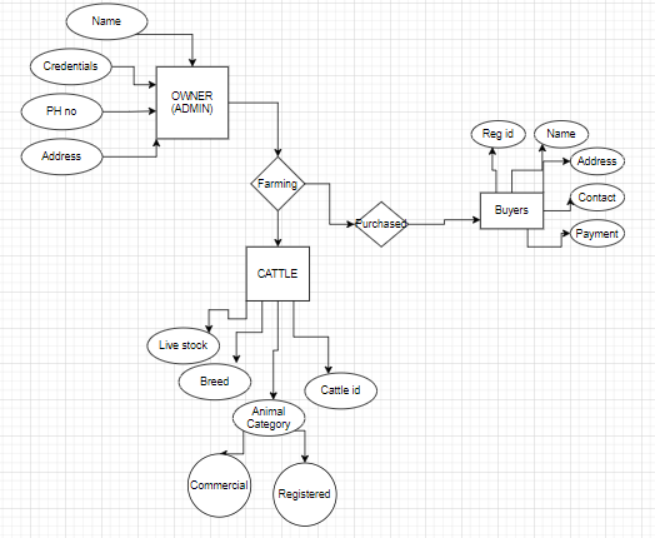 Name
Credentials
OWNER
(ADMIN)
PH no
Address
Reg id
Name
Address
Farming
Contact
Purchased
Buyers
Payment
CATTLE
Live stock
Breed
Cattle id
Animal
Category
Commercial
Registered